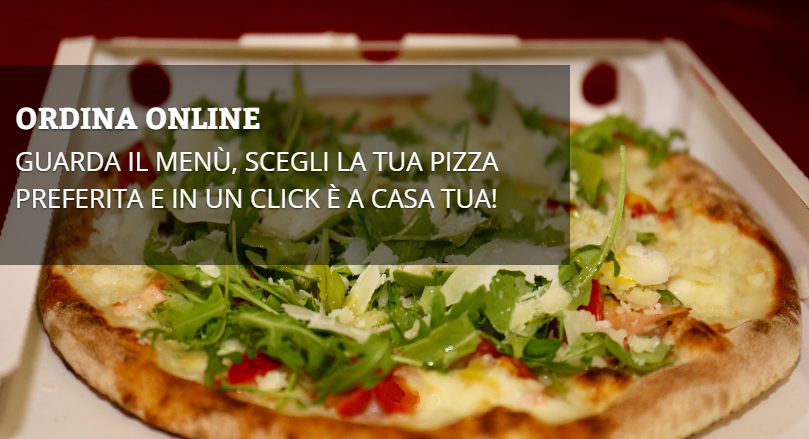 ORDINA ONLINE
GUARDA IL MENÙ, SCEGLI LA TUA PIZZA
PREFERITA E IN UN CLICK È A CASA TUA!